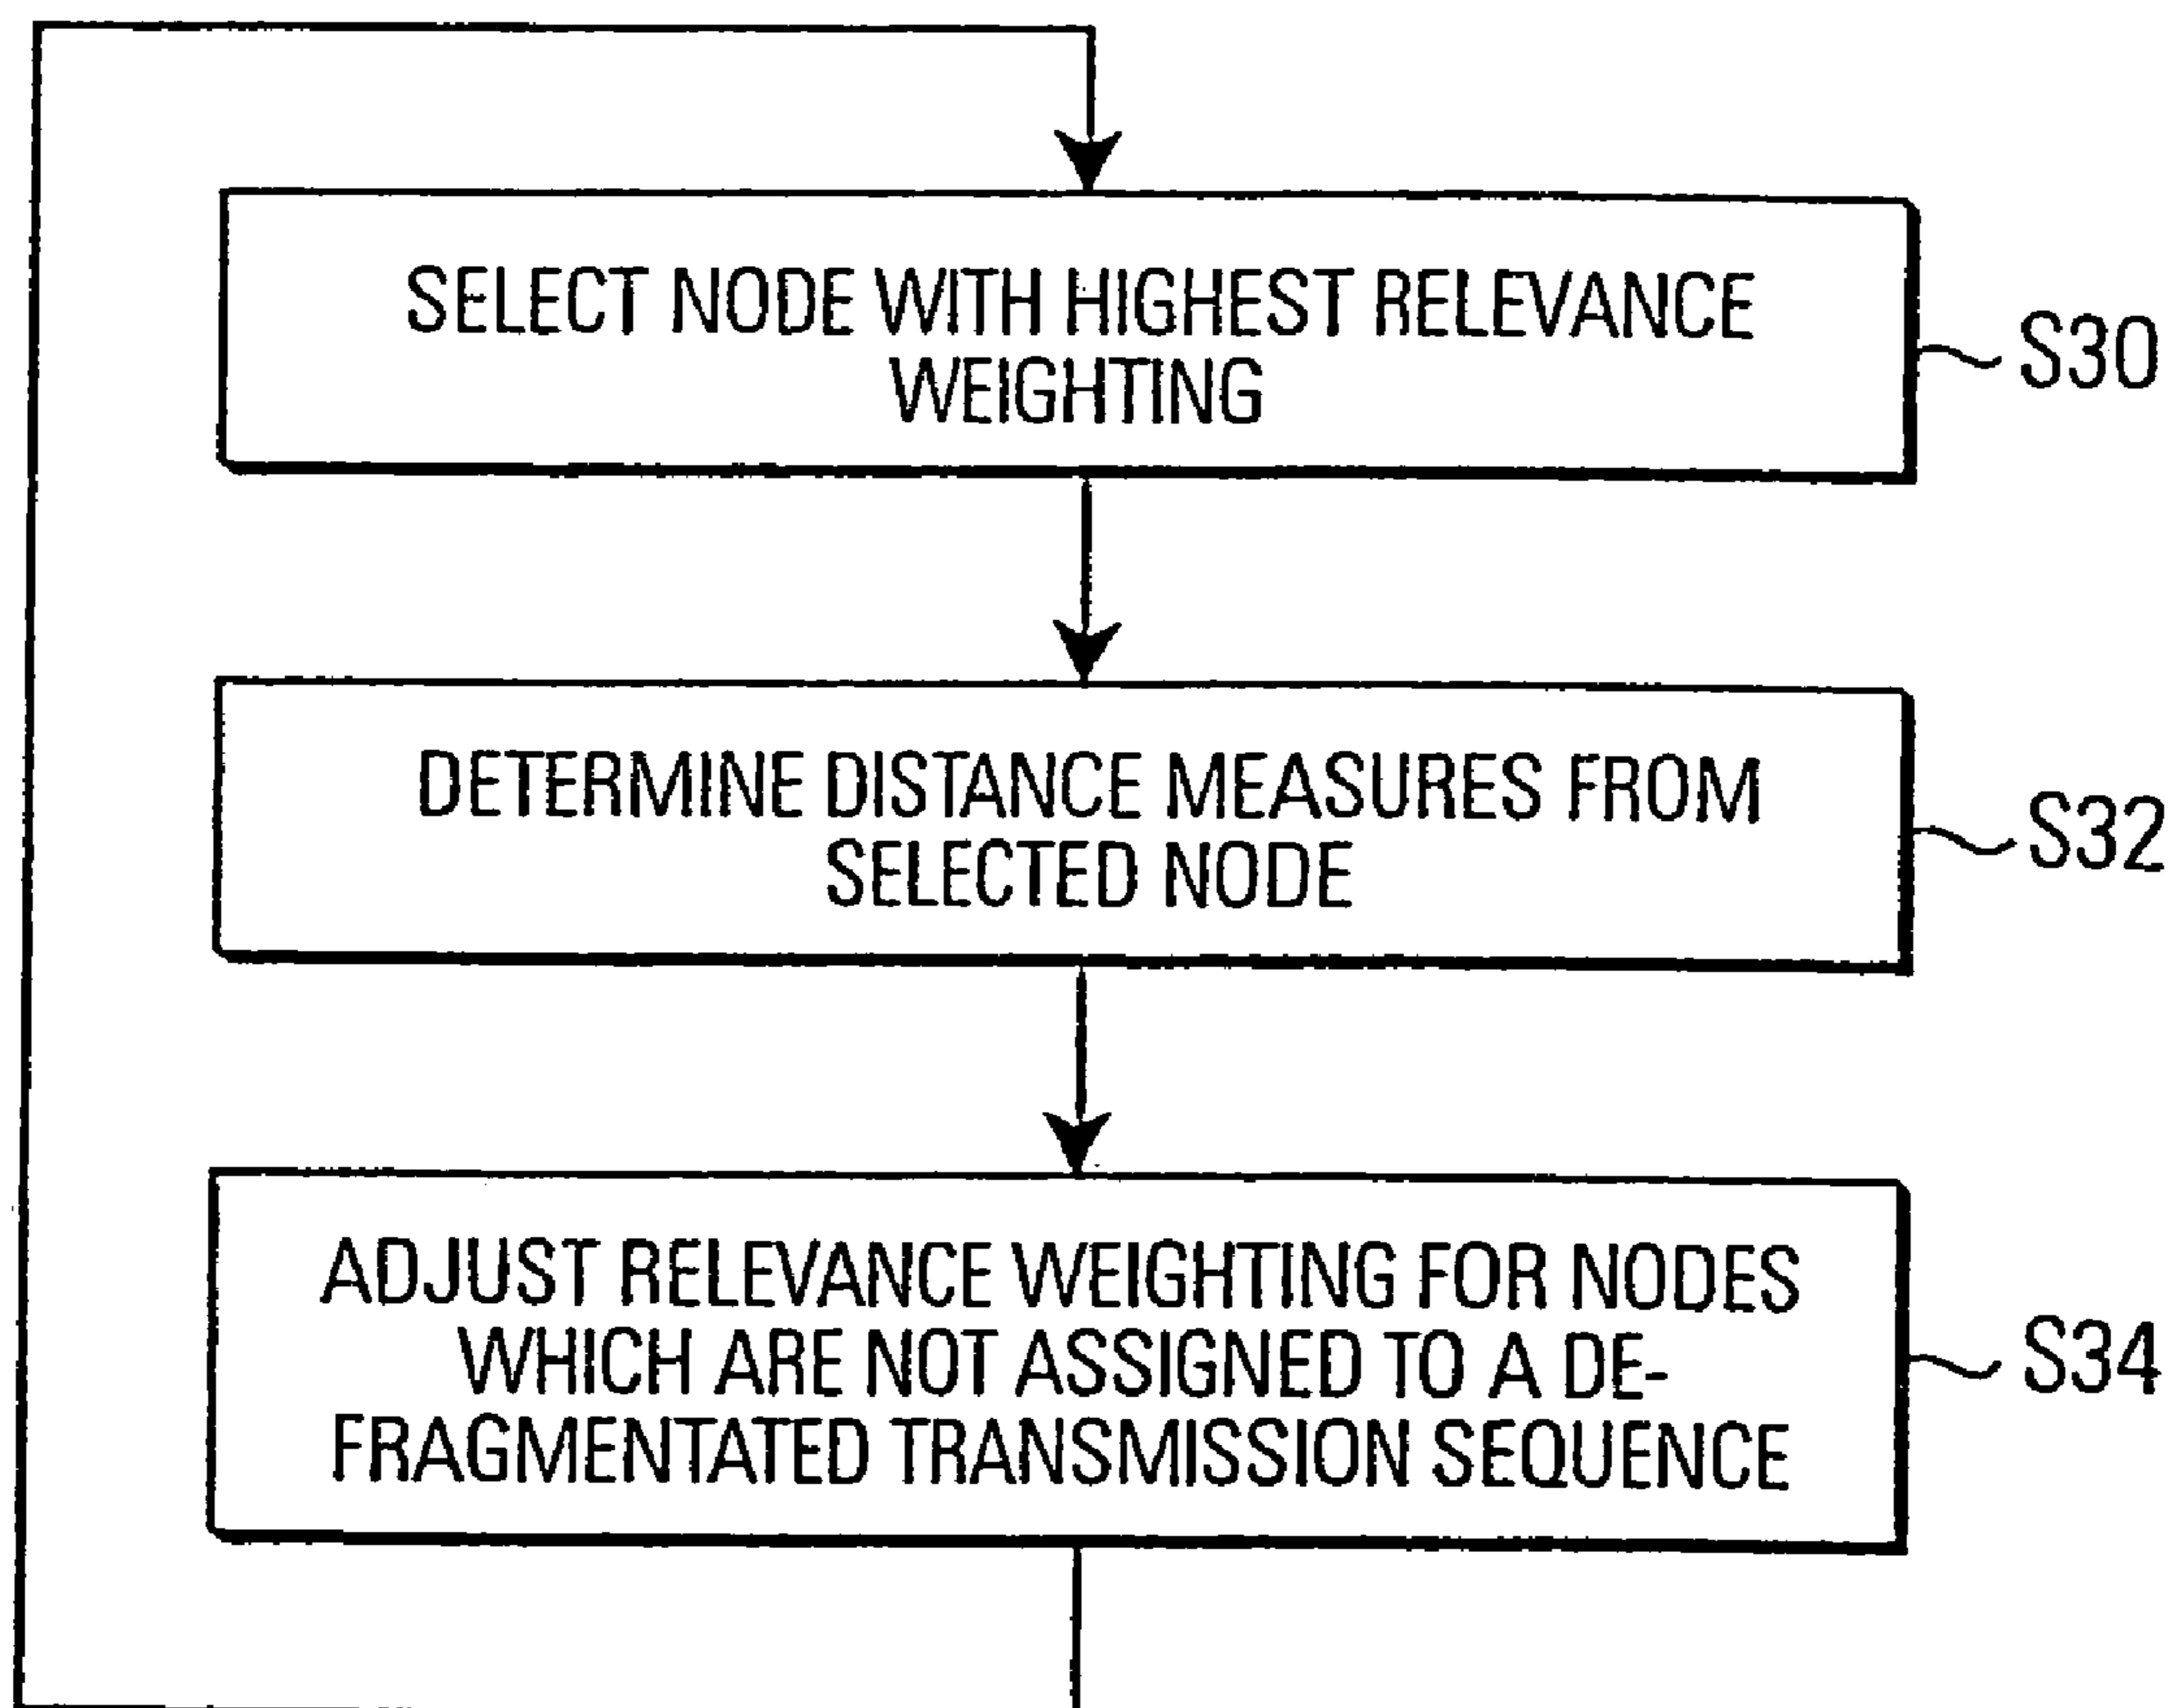 SELECT NODE WITH HIGHEST RELEVANCE
WEIGHTING
S30
DETERMINE DISTANCE MEASURES FROM
SELECTED NODE
S32
ADJUST RELEVANCE WEIGHTING FOR NODES
WHICH ARE NOT ASSIGNED TO A DE-
FRAGMENTATED TRANSMISSION SEQUENCE
S34